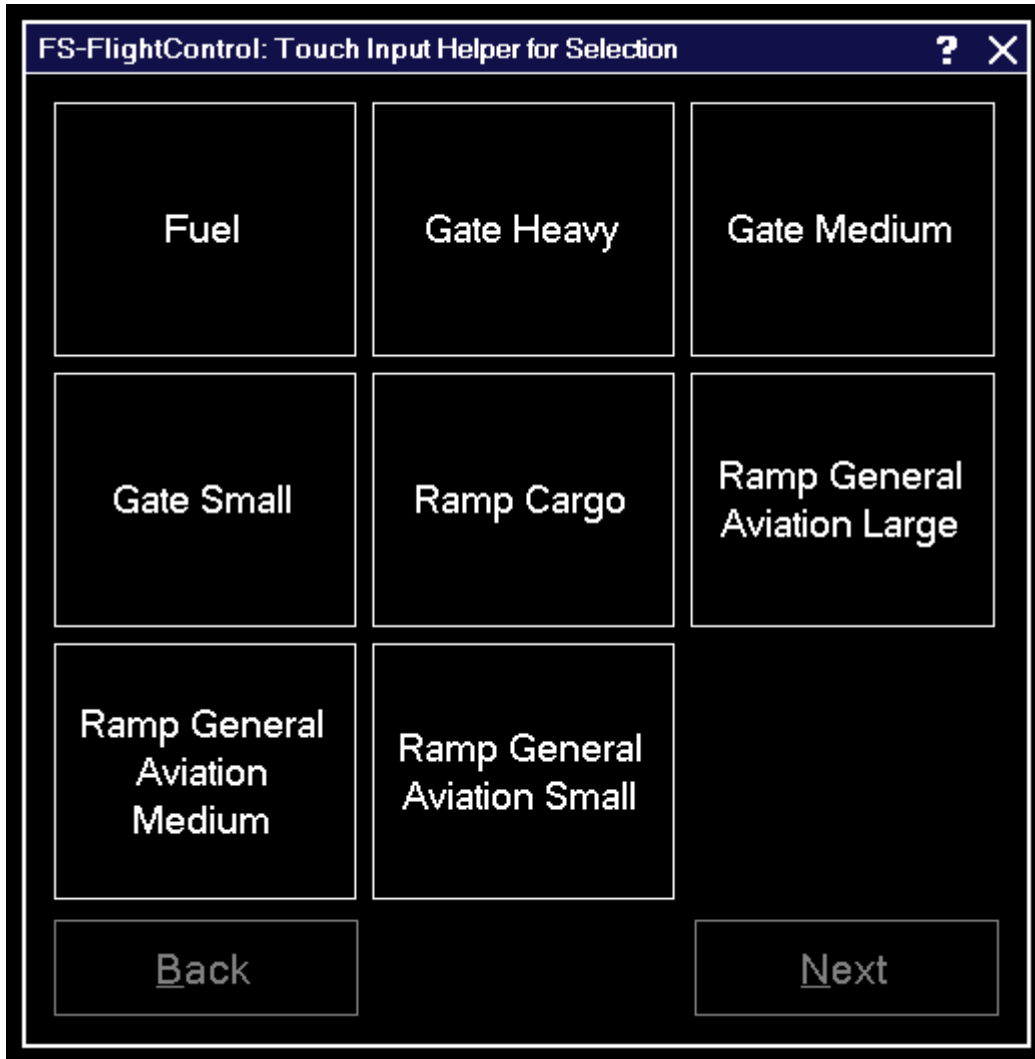 FS-FlightControl: Touch Input Helper for Selection ? X
Fuel
Gate Heavy
Gate Medium
Gate Small
Ramp Cargo
Ramp General
Aviation Large
Ramp General
Aviation
Medium
Ramp General
Aviation Small
Back
Next